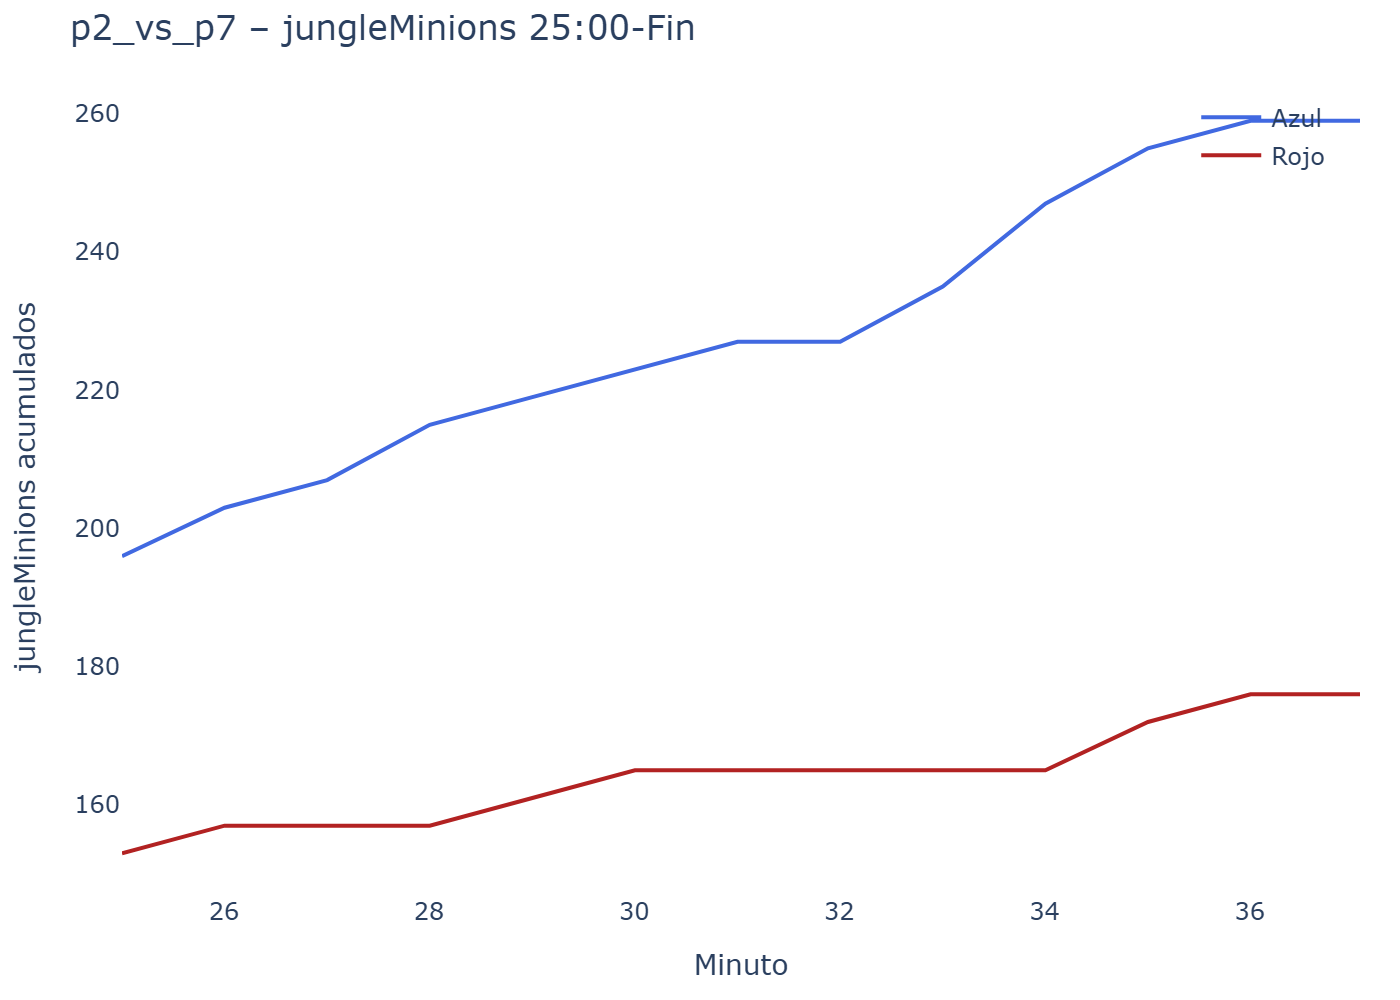 p2_vs_p7 – jungleMinions 25:00-Fin
260
240
220
200
180
160
jungleMinions acumulados
Azul
Rojo
26 28 30 32 34 36
Minuto